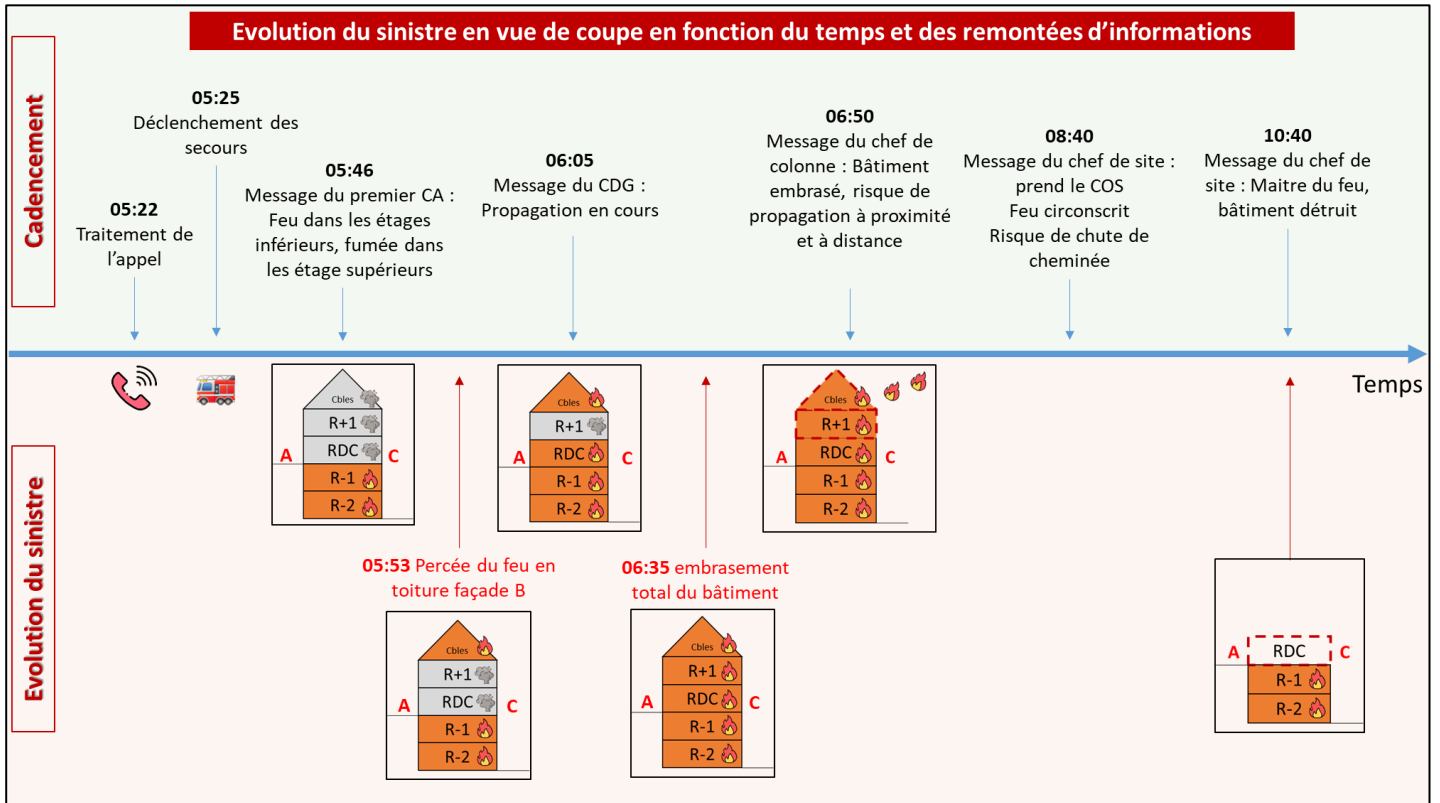 Evolution du sinistre en vue de coupe en fonction du temps et des remontées d'informations
Cadencement
05:22
Traitement de
l'appel
05:25
Déclenchement des
secours
05:46
Message du premier CA :
Feu dans les étages
inférieurs, fumée dans
les étage supérieurs
06:05
Message du CDG :
Propagation en cours
06:50
Message du chef de
colonne : Bâtiment
embrasé, risque de
propagation à proximité
et à distance
08:40
Message du chef de site :
prend le COS
Feu circonscrit
Risque de chute de
cheminée
10:40
Message du chef de
site : Maitre du feu,
bâtiment détruit
Temps
Evolution du sinistre
Cbles
R+1
RDC
A C
R-1
R-2
05:53 Percée du feu en
toiture façade B
Cbles
R+1
RDC
A C
R-1
R-2
Cbles
R+1
RDC
A C
R-1
R-2
06:35 embrasement
total du bâtiment
Cbles
R+1
RDC
A C
R-1
R-2
Cbles
R+1
RDC
A C
R-1
R-2
A RDC C
R-1
R-2